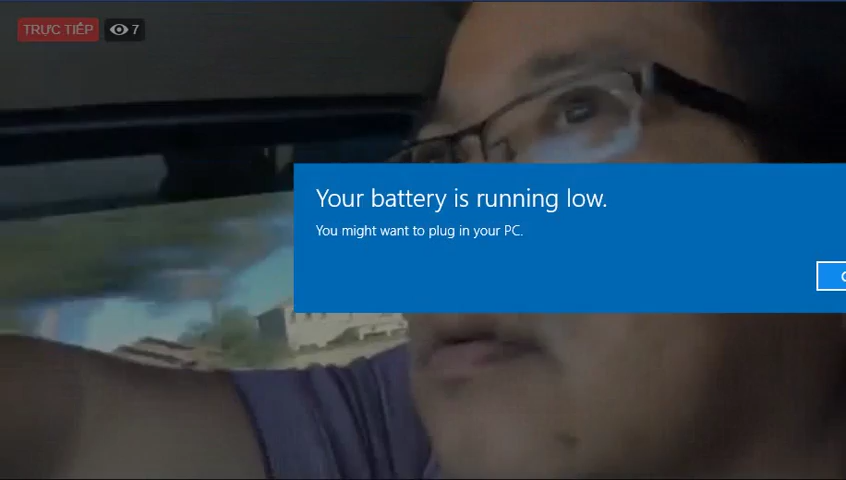 TRỰC TIẾP 7
Your battery is running low.
You might want to plug in your PC.